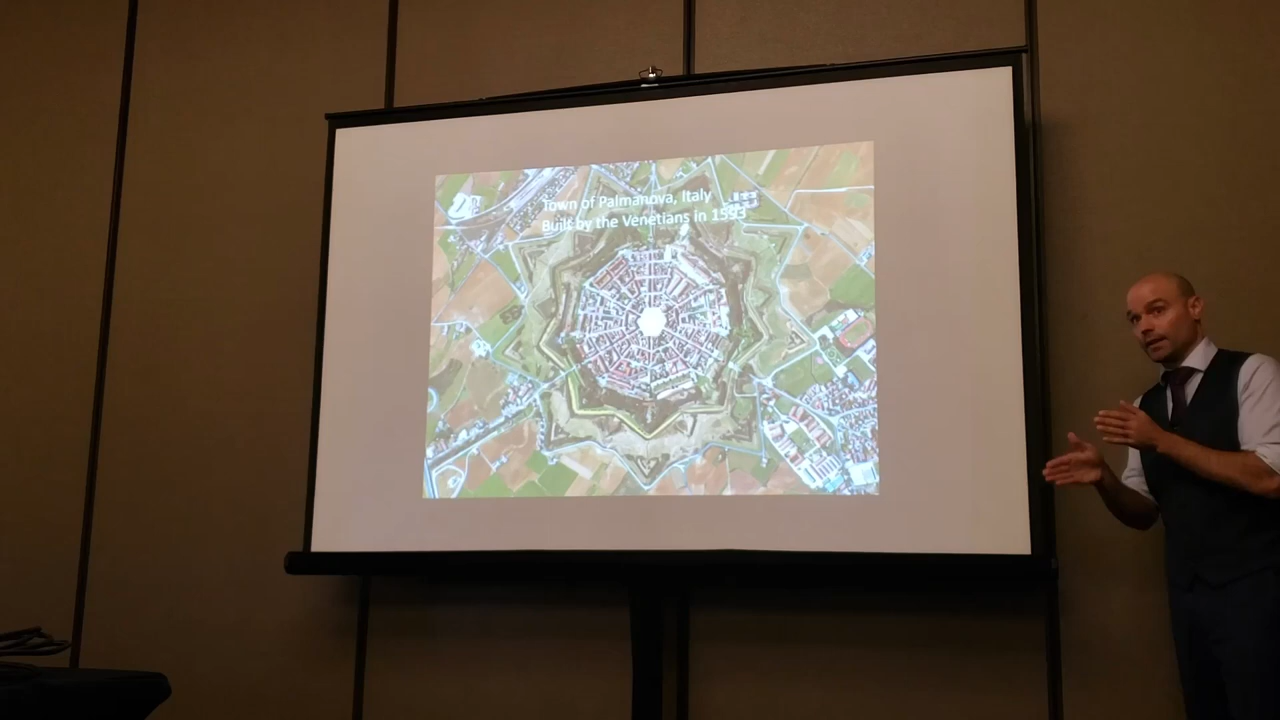 Town of Palmanova, Italy
Built by the Venetians in 1593